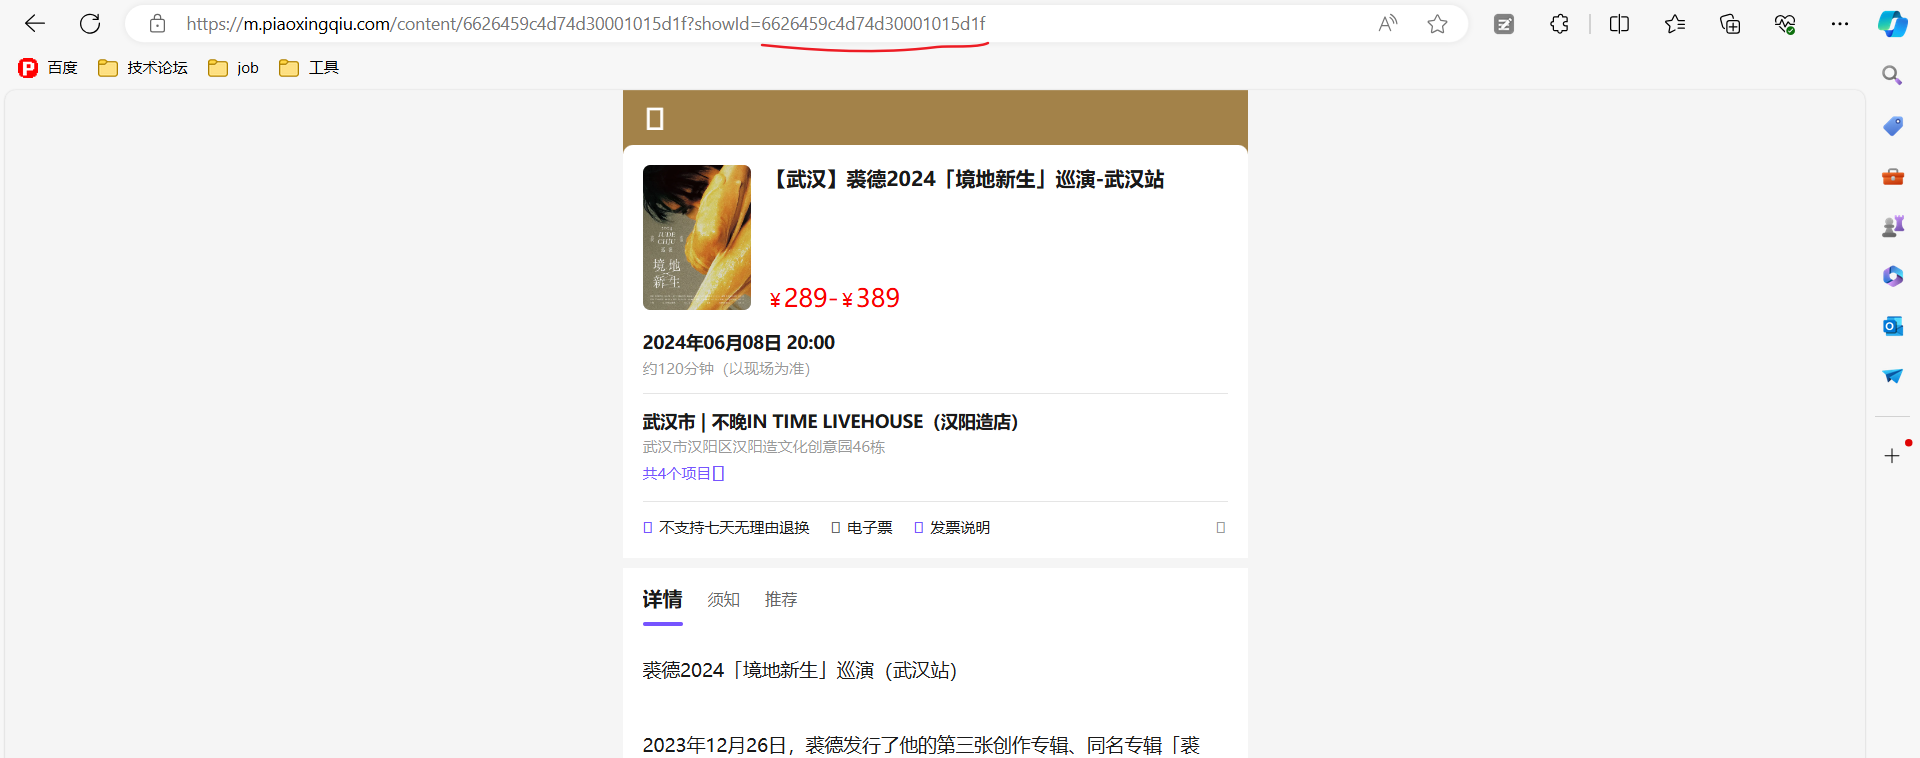 https://m.piaoxingqiu.com/content/6626459c4d74d30001015d1f?showId=6626459c4d74d30001015d1f
百度 技术论坛 job 工具
【武汉】裘德2024「境地新生」巡演-武汉站
JUDE
CHIU
境地
新生
¥289-¥389
2024年06月08日 20:00
约120分钟（以现场为准）
武汉市 | 不晚IN TIME LIVEHOUSE（汉阳造店）
武汉市汉阳区汉阳造文化创意园46栋
共4个项目
不支持七天无理由退换 电子票 发票说明
详情 须知 推荐
裘德2024「境地新生」巡演（武汉站）
2023年12月26日，裘德发行了他的第三张创作专辑、同名专辑「裘